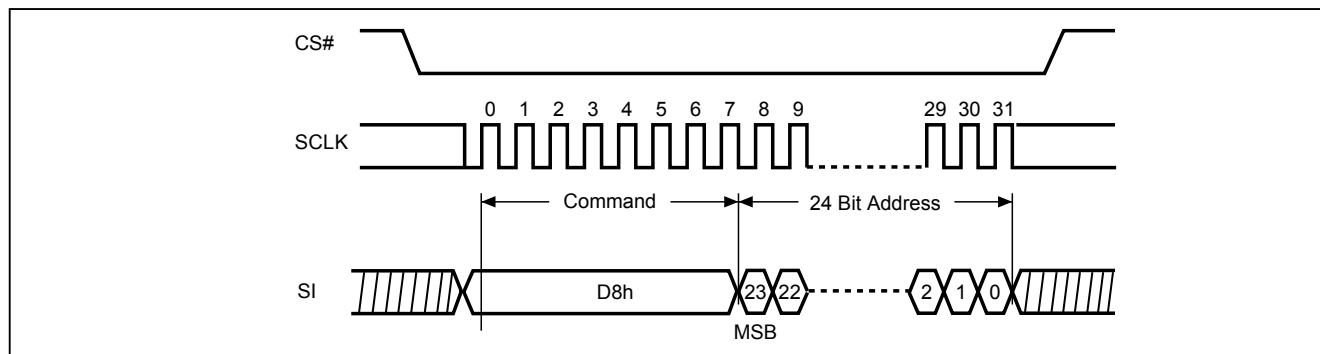 CS#
0 1 2 3 4 5 6 7 8 9 29 30 31
SCLK
Command 24 Bit Address
SI D8h 23 22 2 1 0
MSB